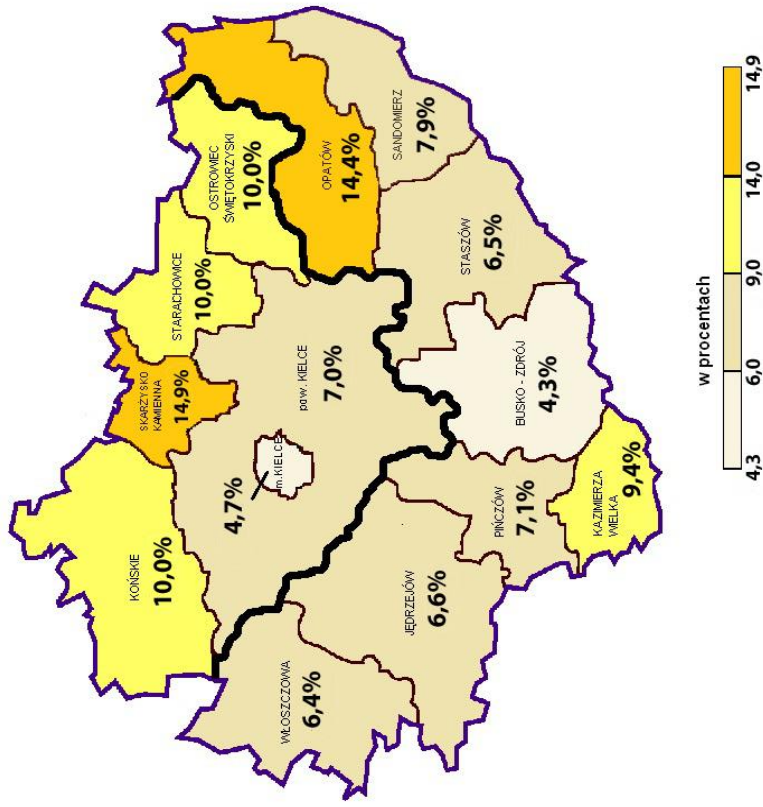 KOŃSKIE
10,0%
SKARŻYSKO
KAMIENNA
14,9%
STARACHOWICE
10,0%
OSTROWIEC
ŚWIĘTOKRZYSKI
10,0%
OPATÓW
14,4%
SANDOMIERZ
7,9%
pow. KIELCE
7,0%
m.KIELCE
4,7%
STASZÓW
6,5%
WŁOSZCZOWA
6,4%
JĘDRZEJÓW
6,6%
PIŃCZÓW
7,1%
BUSKO - ZDRÓJ
4,3%
KAZIMIERZA
WIELKA
9,4%
w procentach
4,3 6,0 9,0 14,0 14,9